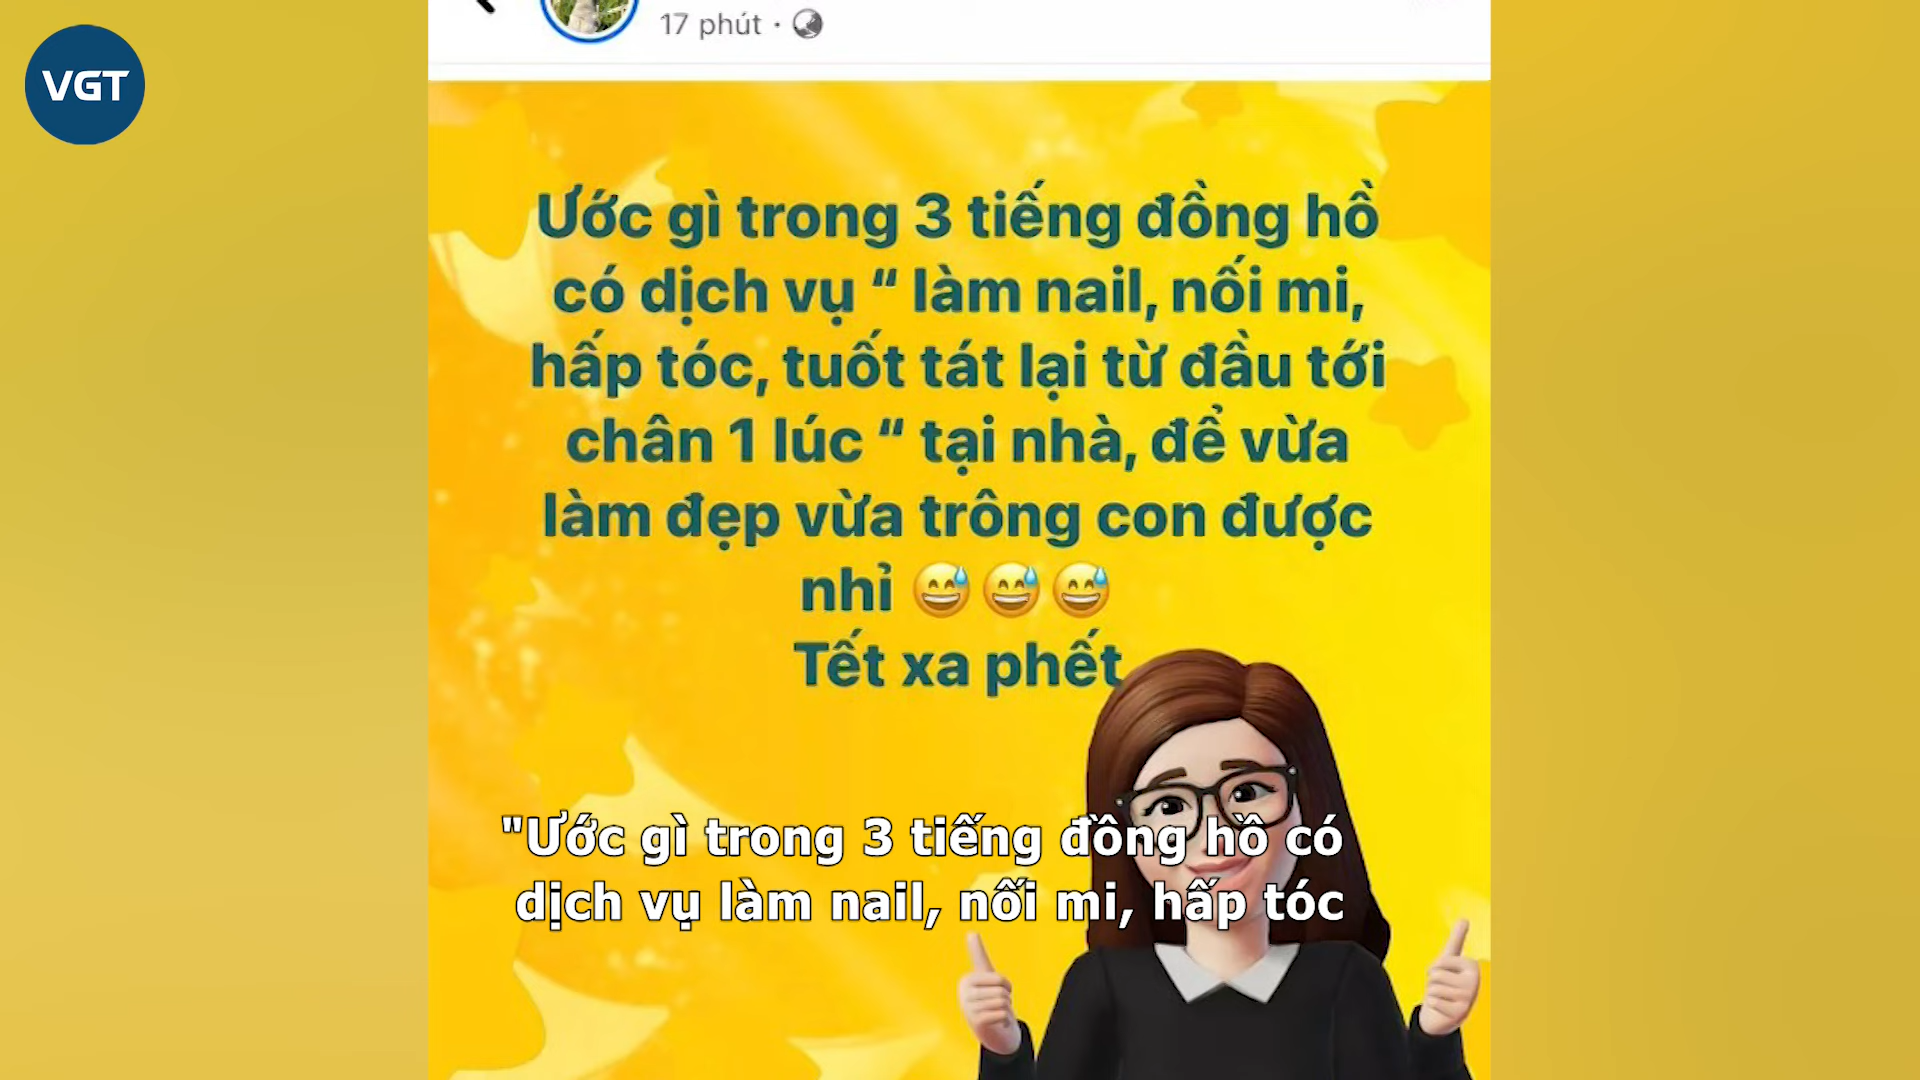 VGT
17 phút ·
Ước gì trong 3 tiếng đồng hồ
có dịch vụ “ làm nail, nối mi,
hấp tóc, tuốt tát lại từ đầu tới
chân 1 lúc “ tại nhà, để vừa
làm đẹp vừa trông con được
nhỉ 😅😅😅
Tết xa phết
"Ước gì trong 3 tiếng đồng hồ có
dịch vụ làm nail, nối mi, hấp tóc